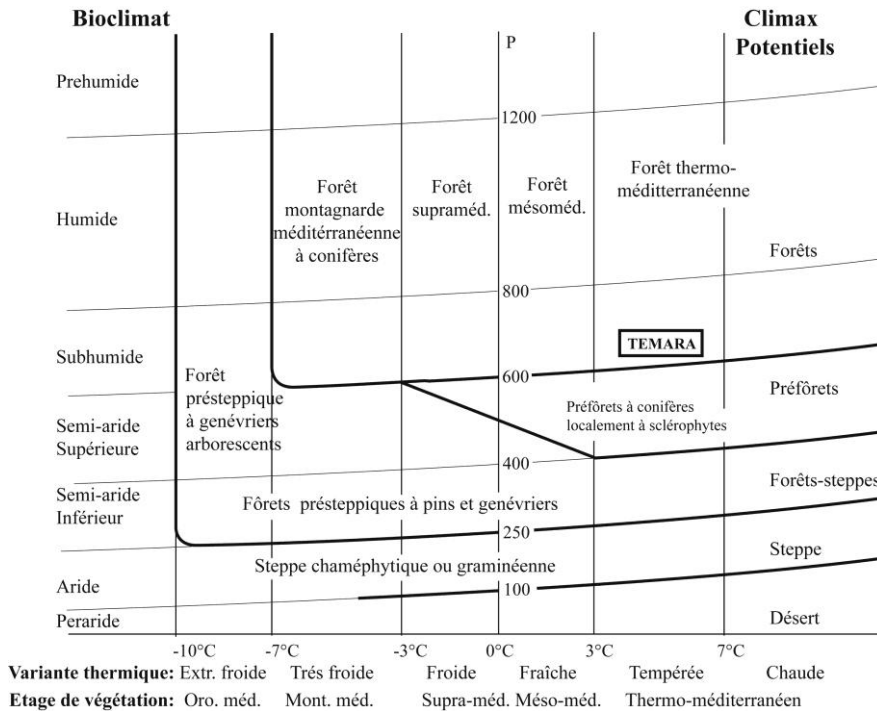 Bioclimat
Climax
Potentiels
P
Prehumide
1200
Forêt
montagnarde
méditérranéenne
à conifères
Forêt
supraméd.
Forêt
mésoméd.
Forêt thermo-
méditterranéenne
Humide
Forêts
800
Subhumide
TEMARA
600
Forêt
présteppique
à genévriers
arborescents
Préfôrets à conifères
localement à sclérophytes
Préfôrets
Semi-aride
Supérieure
400
Forêts-steppes
Semi-aride
Inférieur
Fôrets présteppiques à pins et genévriers
250
Steppe
Steppe chaméphytique ou graminéenne
Aride
100
Peraride
Désert
-10°C -7°C -3°C 0°C 3°C 7°C
Variante thermique: Extr. froide Trés froide Froide Fraîche Tempérée Chaude
Etage de végétation: Oro. méd. Mont. méd. Supra-méd. Méso-méd. Thermo-méditerranéen